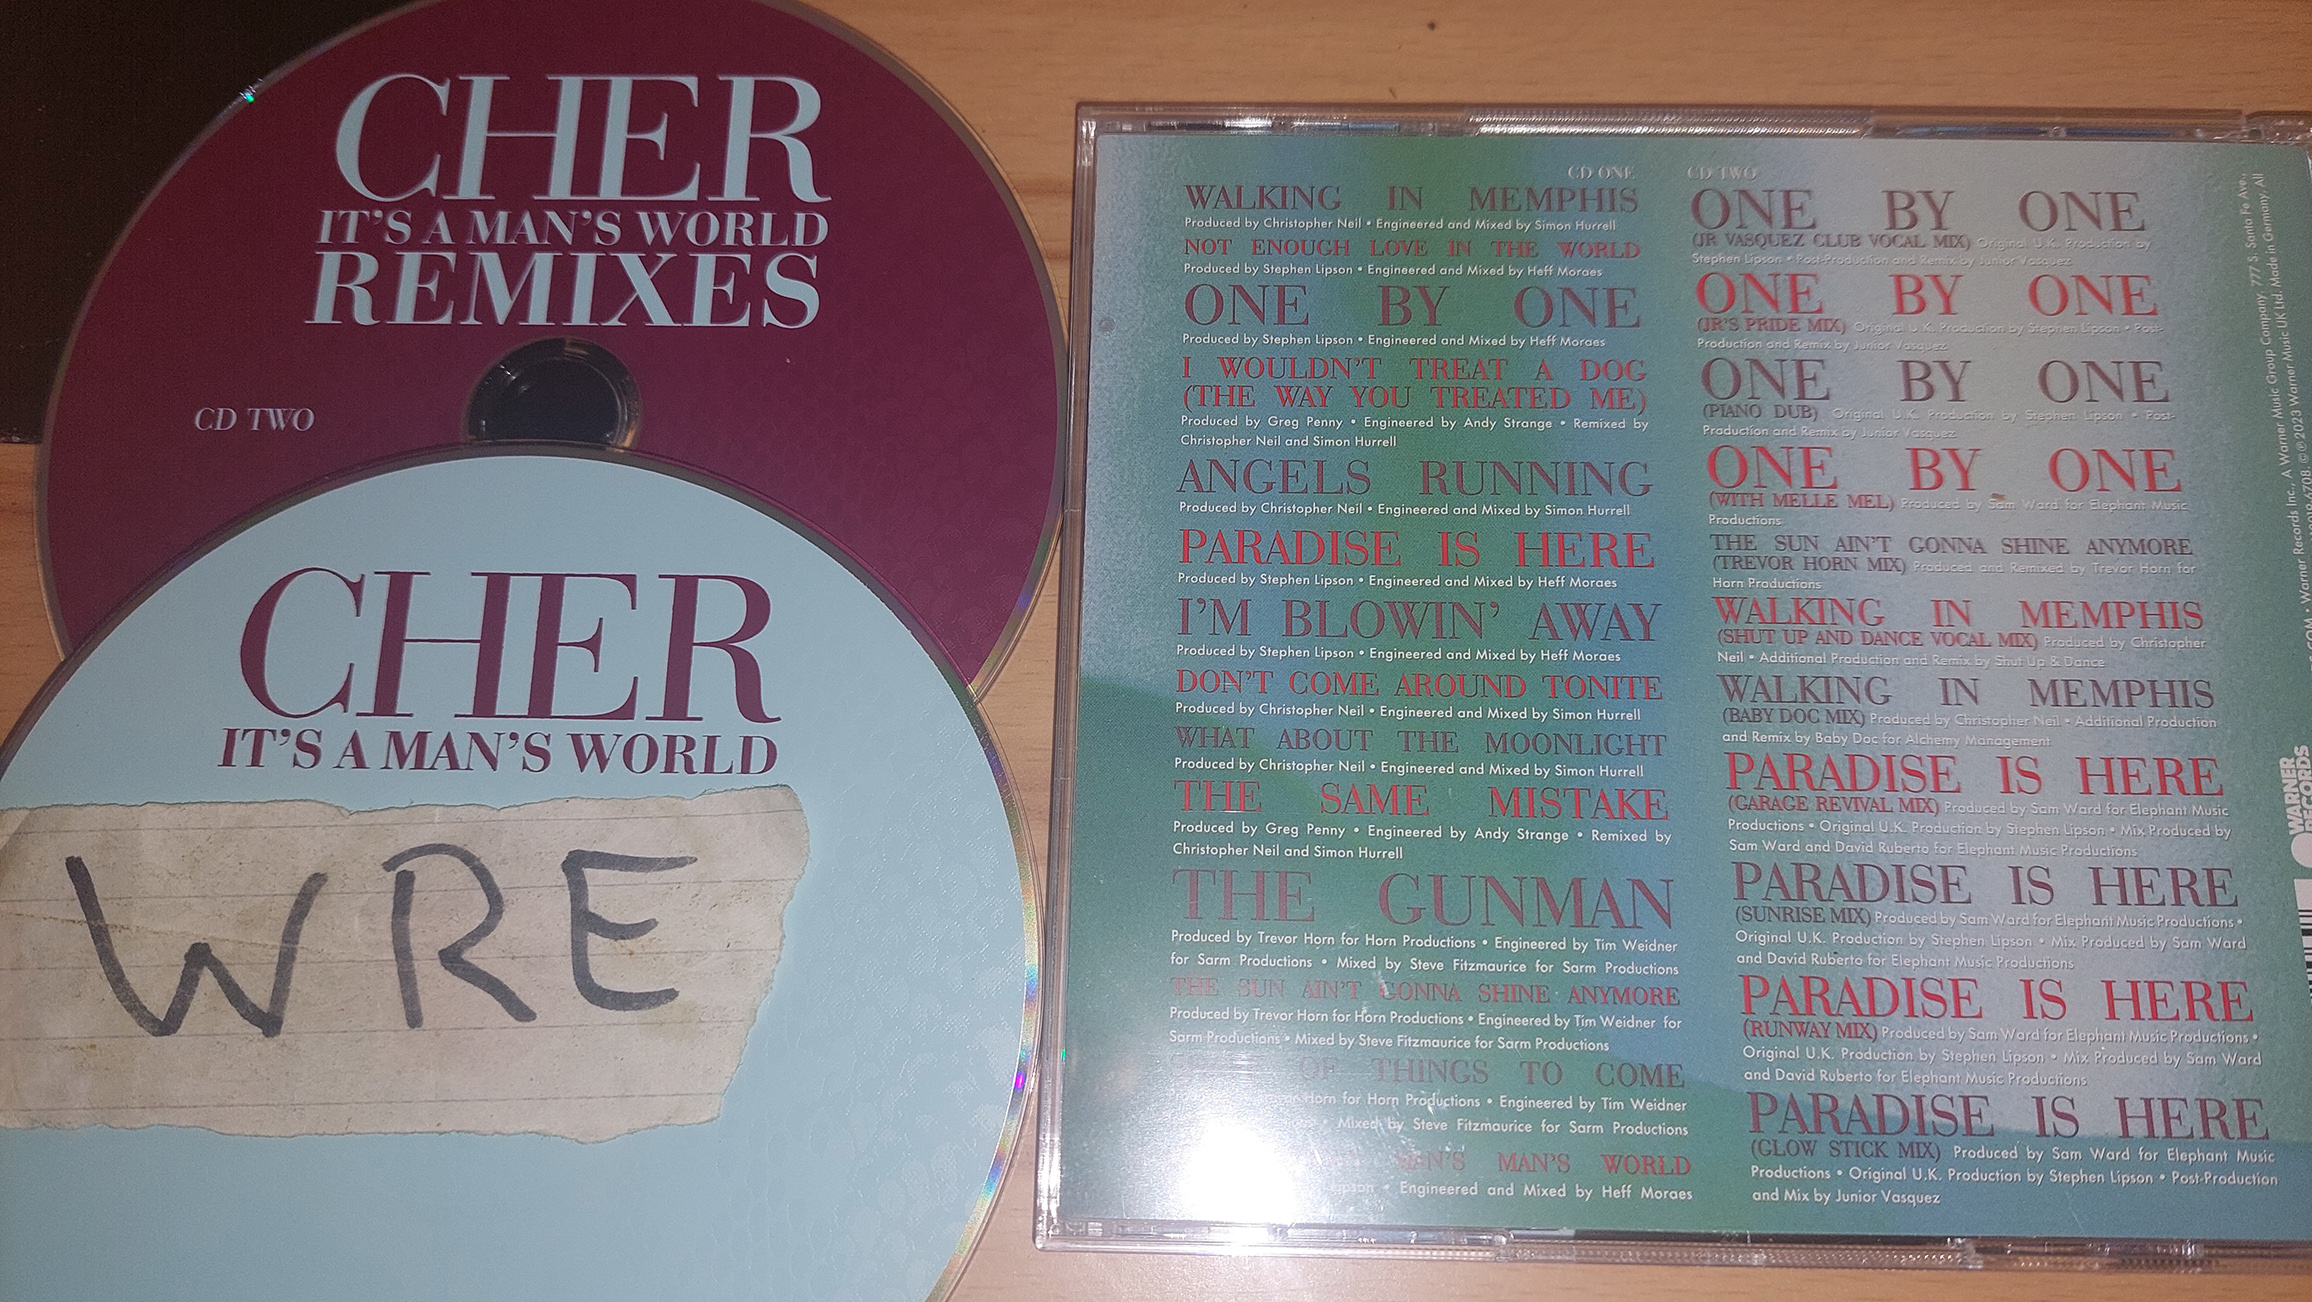 CHER
IT'S A MAN'S WORLD
REMIXES
CD TWO
CHER
IT'S A MAN'S WORLD
WRE
CD ONE
WALKING IN MEMPHIS
Produced by Christopher Neil • Engineered and Mixed by Simon Hurrell
NOT ENOUGH LOVE IN THE WORLD
Produced by Stephen Lipson • Engineered and Mixed by Heff Moraes
ONE BY ONE
Produced by Stephen Lipson • Engineered and Mixed by Heff Moraes
I WOULDN'T TREAT A DOG
(THE WAY YOU TREATED ME)
Produced by Greg Penny • Engineered by Andy Strange • Remixed by
Christopher Neil and Simon Hurrell
ANGELS RUNNING
Produced by Christopher Neil • Engineered and Mixed by Simon Hurrell
PARADISE IS HERE
Produced by Stephen Lipson • Engineered and Mixed by Heff Moraes
I'M BLOWIN' AWAY
Produced by Stephen Lipson • Engineered and Mixed by Heff Moraes
DON'T COME AROUND TONITE
Produced by Christopher Neil • Engineered and Mixed by Simon Hurrell
WHAT ABOUT THE MOONLIGHT
Produced by Christopher Neil • Engineered and Mixed by Simon Hurrell
THE SAME MISTAKE
Produced by Greg Penny • Engineered by Andy Strange • Remixed by
Christopher Neil and Simon Hurrell
THE GUNMAN
Produced by Trevor Horn for Horn Productions • Engineered by Tim Weidner
for Sarm Productions • Mixed by Steve Fitzmaurice for Sarm Productions
THE SUN AIN'T GONNA SHINE ANYMORE
Produced by Trevor Horn for Horn Productions • Engineered by Tim Weidner for
Sarm Productions • Mixed by Steve Fitzmaurice for Sarm Productions
OF THINGS TO COME
Horn for Horn Productions • Engineered by Tim Weidner
• Mixed by Steve Fitzmaurice for Sarm Productions
MAN'S MAN'S WORLD
Lipson • Engineered and Mixed by Heff Moraes
CD TWO
ONE BY ONE
(JR VASQUEZ CLUB VOCAL MIX) Original U.K. Production by
Stephen Lipson • Post-Production and Remix by Junior Vasquez
ONE BY ONE
(JR'S PRIDE MIX) Original U.K. Production by Stephen Lipson • Post-
Production and Remix by Junior Vasquez
ONE BY ONE
(PIANO DUB) Original U.K. Production by Stephen Lipson • Post-
Production and Remix by Junior Vasquez
ONE BY ONE
(WITH MELLE MEL) Produced by Sam Ward for Elephant Music
Productions
THE SUN AIN'T GONNA SHINE ANYMORE
(TREVOR HORN MIX) Produced and Remixed by Trevor Horn for
Horn Productions
WALKING IN MEMPHIS
(SHUT UP AND DANCE VOCAL MIX) Produced by Christopher
Neil • Additional Production and Remix by Shut Up & Dance
WALKING IN MEMPHIS
(BABY DOC MIX) Produced by Christopher Neil • Additional Production
and Remix by Baby Doc for Alchemy Management
PARADISE IS HERE
(GARAGE REVIVAL MIX) Produced by Sam Ward for Elephant Music
Productions • Original U.K. Production by Stephen Lipson • Mix Produced by
Sam Ward and David Ruberto for Elephant Music Productions
PARADISE IS HERE
(SUNRISE MIX) Produced by Sam Ward for Elephant Music Productions •
Original U.K. Production by Stephen Lipson • Mix Produced by Sam Ward
and David Ruberto for Elephant Music Productions
PARADISE IS HERE
(RUNWAY MIX) Produced by Sam Ward for Elephant Music Productions •
Original U.K. Production by Stephen Lipson • Mix Produced by Sam Ward
and David Ruberto for Elephant Music Productions
PARADISE IS HERE
(GLOW STICK MIX) Produced by Sam Ward for Elephant Music
Productions • Original U.K. Production by Stephen Lipson • Post-Production
and Mix by Junior Vasquez
• Warner Records Inc., A Warner Music Group Company, 777 S. Santa Fe Ave.,
℗ © 2023 Warner Music UK Ltd. Made in Germany. All
WARNER
RECORDS